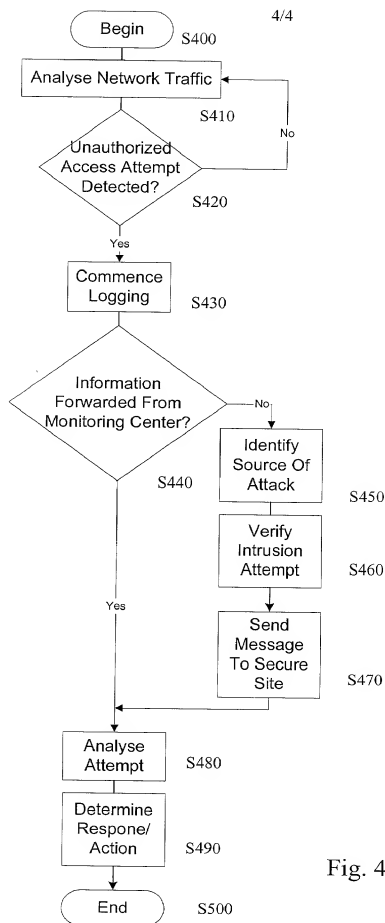 4/4
Begin
S400
Analyse Network Traffic
S410
No
Unauthorized
Access Attempt
Detected?
S420
Yes
Commence
Logging
S430
Information
Forwarded From
Monitoring Center?
S440
No
Identify
Source Of
Attack
S450
Verify
Intrusion
Attempt
S460
Send
Message
To Secure
Site
S470
Yes
Analyse
Attempt
S480
Determine
Respone/
Action
S490
End
S500
Fig. 4